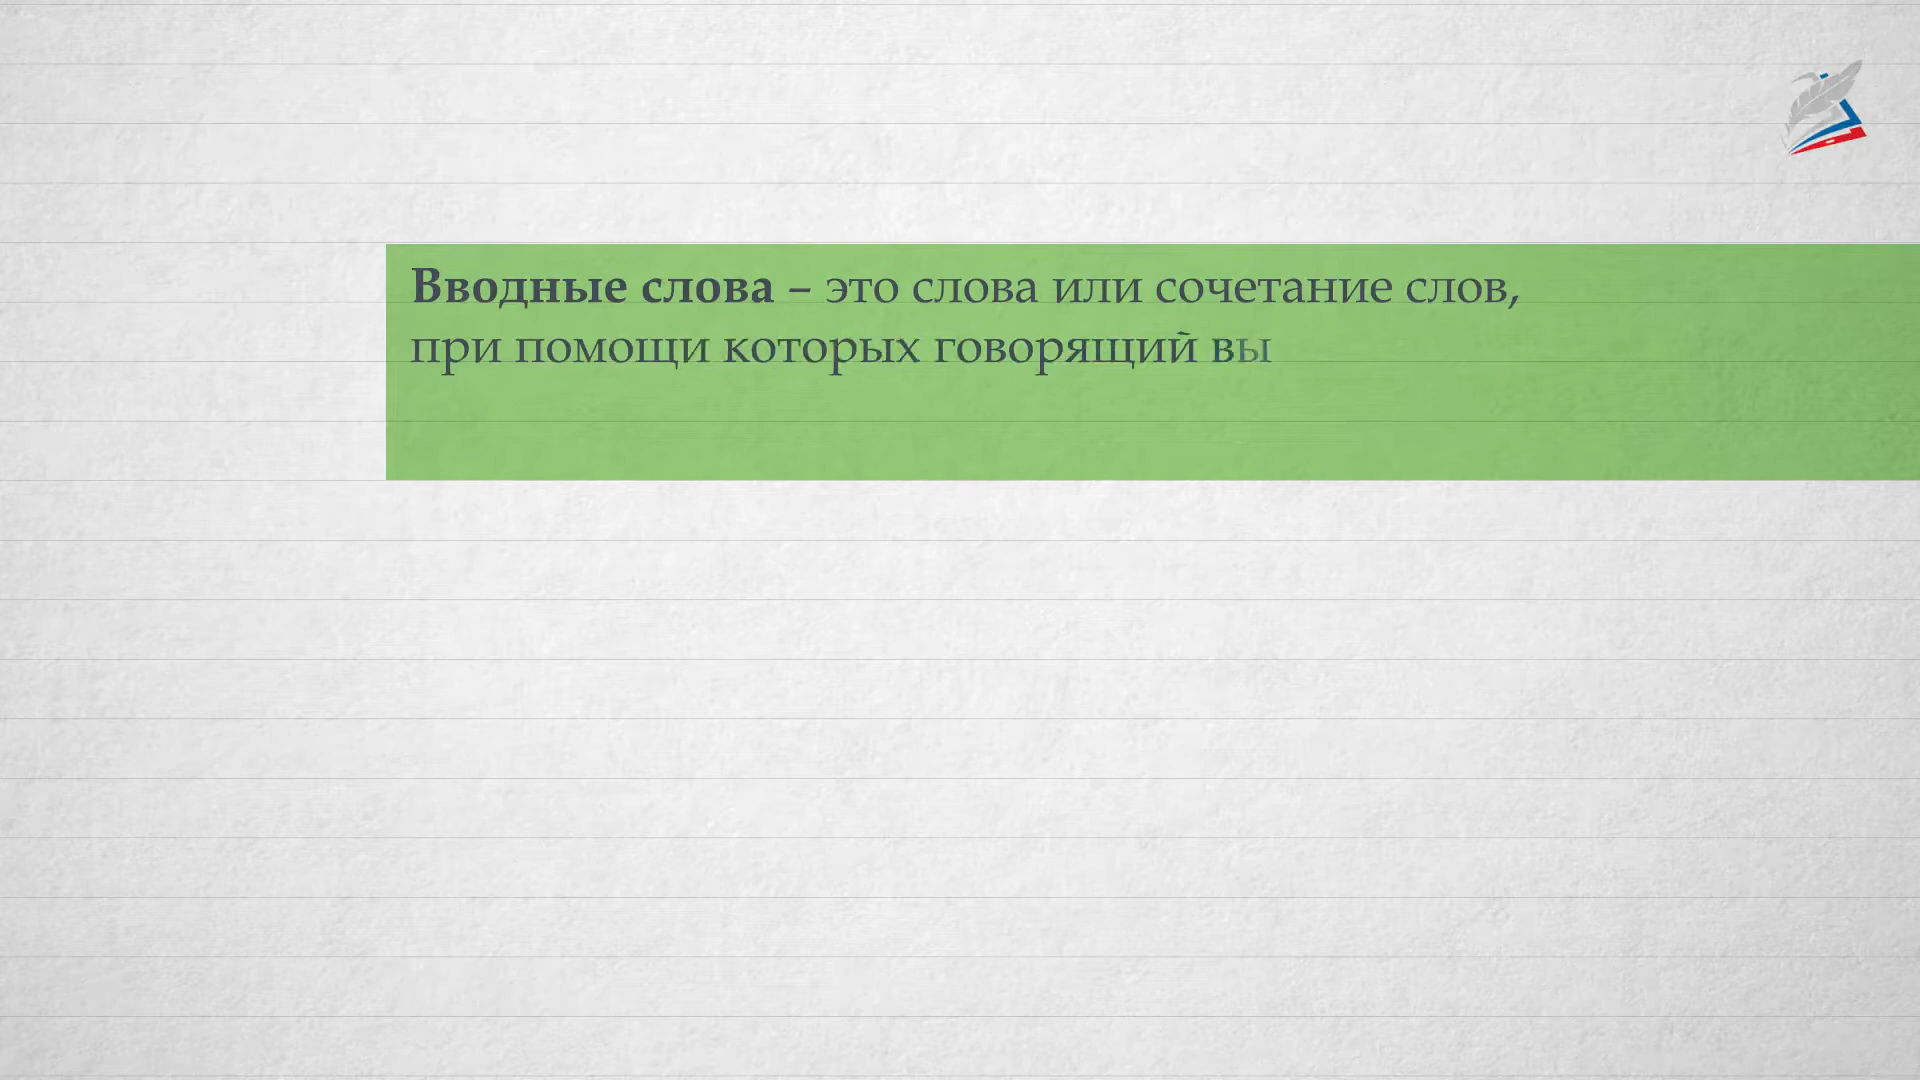 Вводные слова – это слова или сочетание слов,
при помощи которых говорящий вы